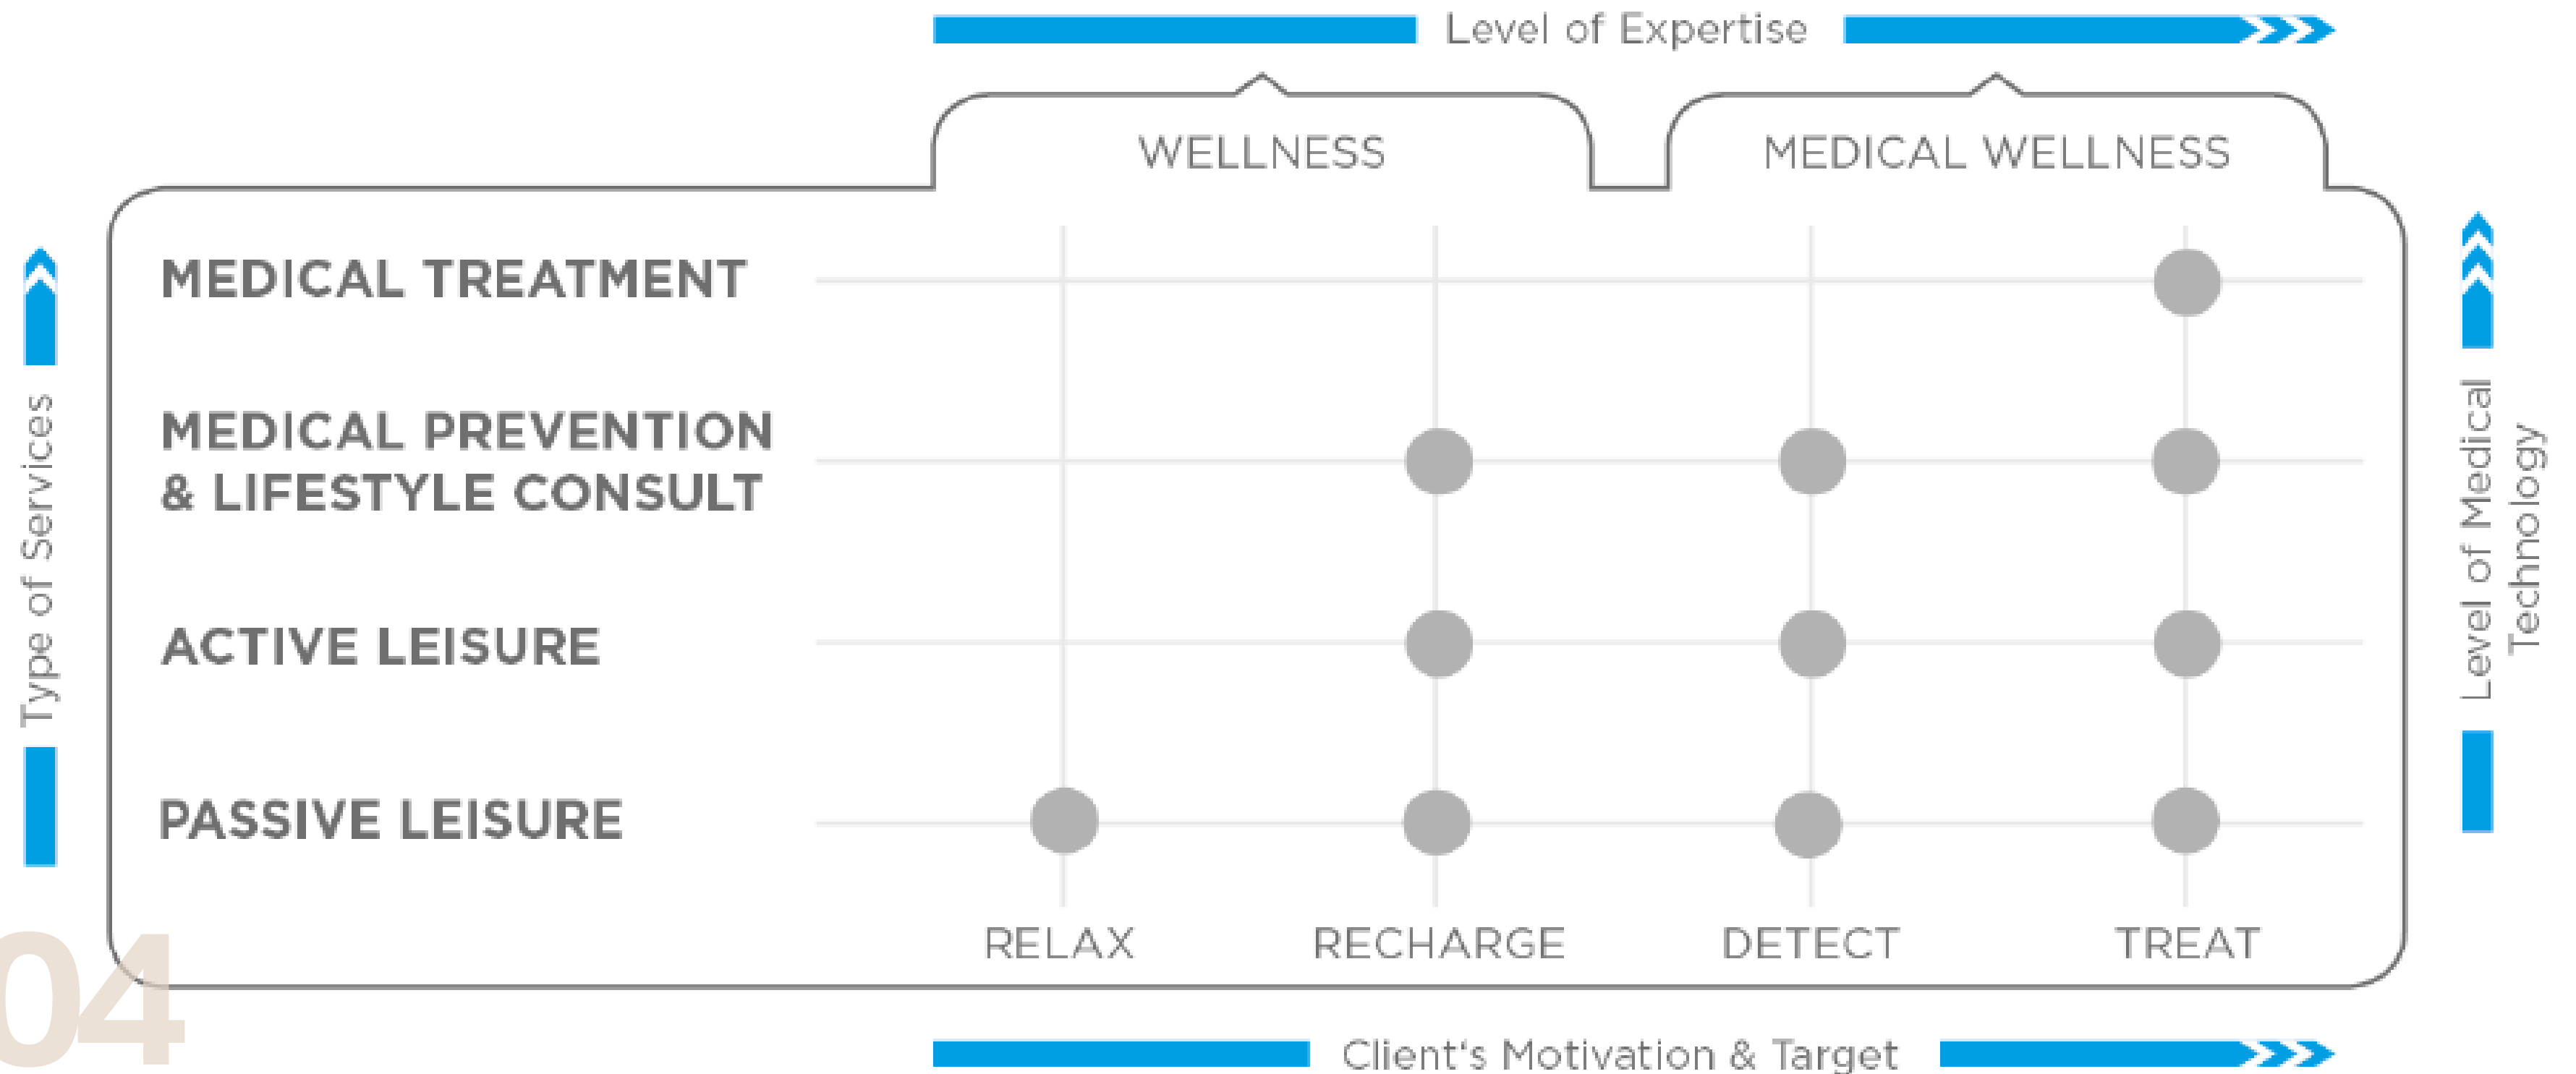 Level of Expertise
WELLNESS
MEDICAL WELLNESS
Type of Services
MEDICAL TREATMENT
MEDICAL PREVENTION
& LIFESTYLE CONSULT
ACTIVE LEISURE
PASSIVE LEISURE
Level of Medical
Technology
RELAX
RECHARGE
DETECT
TREAT
04
Client‘s Motivation & Target